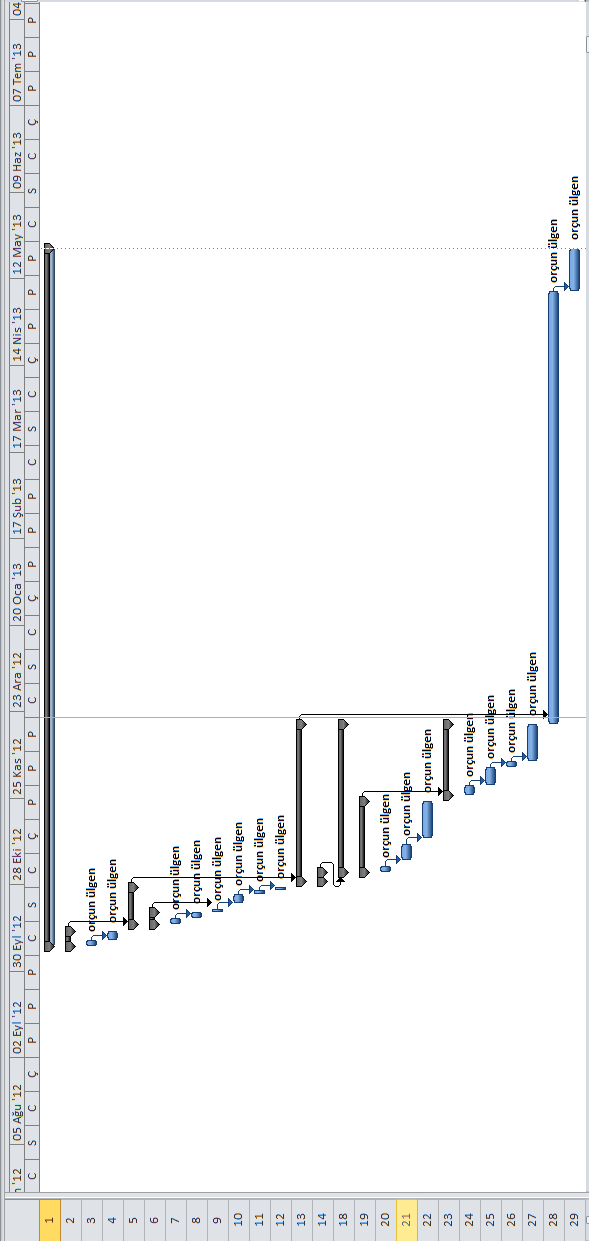 n '12 05 Ağu '12 02 Eyl '12 30 Eyl '12 28 Eki '12 25 Kas '12 23 Ara '12 20 Oca '13 17 Şub '13 17 Mar '13 14 Nis '13 12 May '13 09 Haz '13 07 Tem '13 04
C S C Ç P P P C S C Ç P P P C S C Ç P P P C S C Ç P P P C S C Ç P P P
1
2
3 orçun ülgen
4 orçun ülgen
5
6
7 orçun ülgen
8 orçun ülgen
9 orçun ülgen
10 orçun ülgen
11 orçun ülgen
12 orçun ülgen
13
14
18
19
20 orçun ülgen
21 orçun ülgen
22 orçun ülgen
23
24 orçun ülgen
25 orçun ülgen
26 orçun ülgen
27 orçun ülgen
28 orçun ülgen
29 orçun ülgen